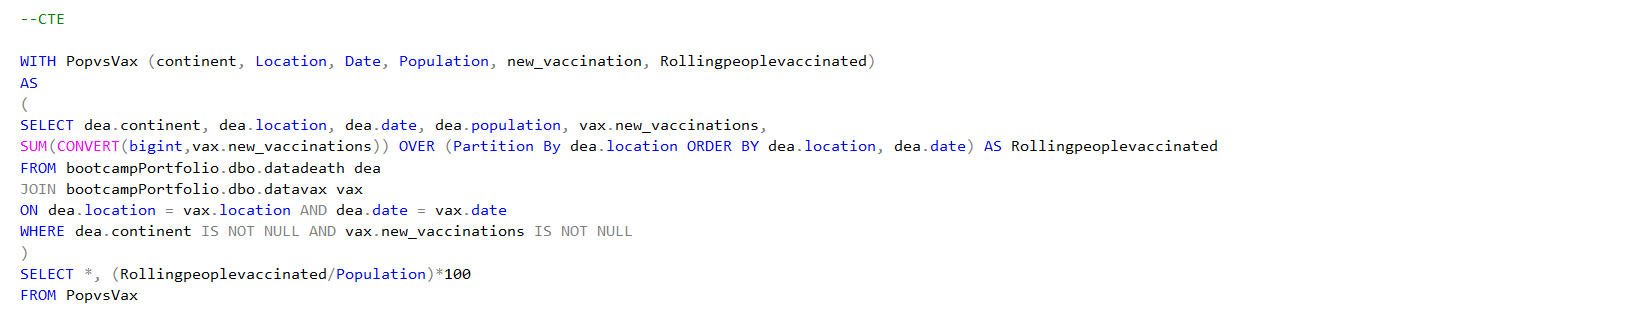 --CTE
WITH PopvsVax (continent, Location, Date, Population, new_vaccination, Rollingpeoplevaccinated)
AS
(
SELECT dea.continent, dea.location, dea.date, dea.population, vax.new_vaccinations,
SUM(CONVERT(bigint,vax.new_vaccinations)) OVER (Partition By dea.location ORDER BY dea.location, dea.date) AS Rollingpeoplevaccinated
FROM bootcampPortfolio.dbo.datadeath dea
JOIN bootcampPortfolio.dbo.datavax vax
ON dea.location = vax.location AND dea.date = vax.date
WHERE dea.continent IS NOT NULL AND vax.new_vaccinations IS NOT NULL
)
SELECT *, (Rollingpeoplevaccinated/Population)*100
FROM PopvsVax